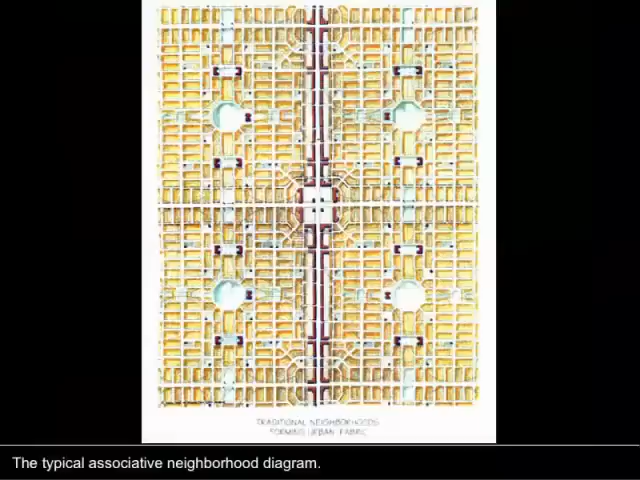 TRADITIONAL NEIGHBORHOODS
FORMING URBAN FABRIC
The typical associative neighborhood diagram.